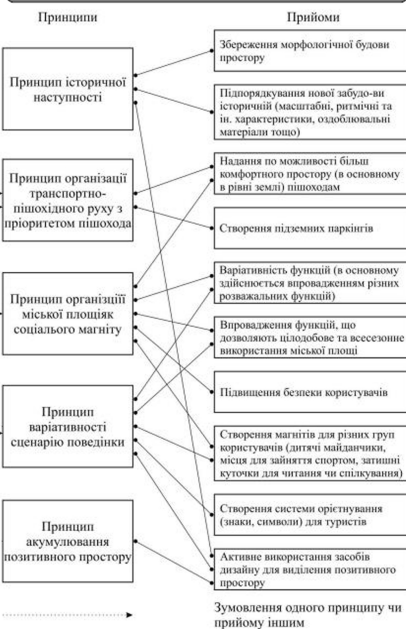 Принципи
Прийоми
Принцип історичної
наступності
Принцип організації
транспортно-
пішохідного руху з
пріоритетом пішохода
Принцип організціїї
міської площіяк
соціального магніту
Принцип
варіативності
сценарію поведінки
Принцип
акумулювання
позитивного простору
Збереження морфологічної будови
простору
Підпорядкування нової забудо-ви
історичній (масштабні, ритмічні та
ін. характеристики, оздоблювальні
матеріали тощо)
Надання по можливості більш
комфортного простору (в основному
в рівні землі) пішоходам
Створення підземних паркінгів
Варіативність функцій (в основному
здійснюється впровадженням різних
розважальних функцій)
Впровадження функцій, що
дозволяють цілодобове та всесезонне
використання міської площі
Підвищення безпеки користувачів
Створення магнітів для різних груп
користувачів (дитячі майданчики,
місця для зайняття спортом, затишні
куточки для читання чи спілкування)
Створення системи орієнтування
(знаки, символи) для туристів
Активне використання засобів
дизайну для виділення позитивного
простору
Зумовлення одного принципу чи
прийому іншим